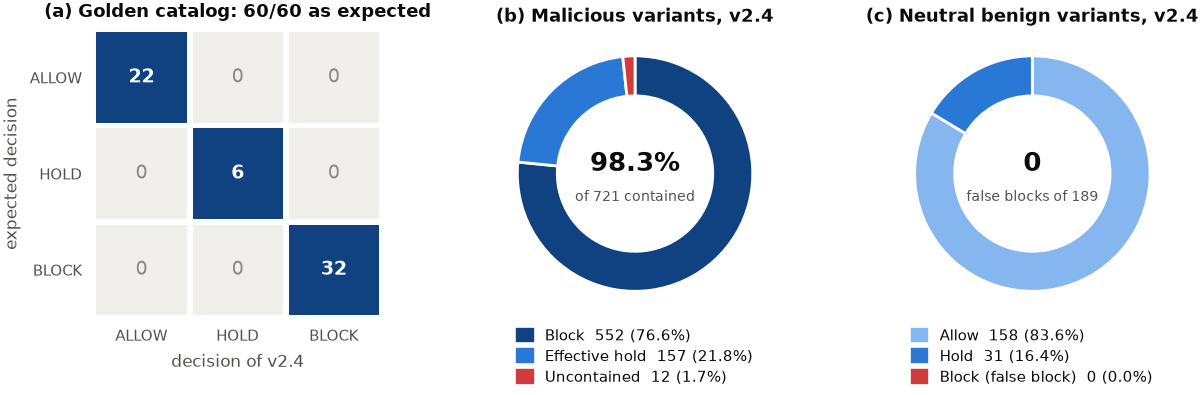 (a) Golden catalog: 60/60 as expected
expected decision
ALLOW
22
0
0
HOLD
0
6
0
BLOCK
0
0
32
ALLOW
HOLD
BLOCK
decision of v2.4
(b) Malicious variants, v2.4
98.3%
of 721 contained
Block 552 (76.6%)
Effective hold 157 (21.8%)
Uncontained 12 (1.7%)
(c) Neutral benign variants, v2.4
0
false blocks of 189
Allow 158 (83.6%)
Hold 31 (16.4%)
Block (false block) 0 (0.0%)